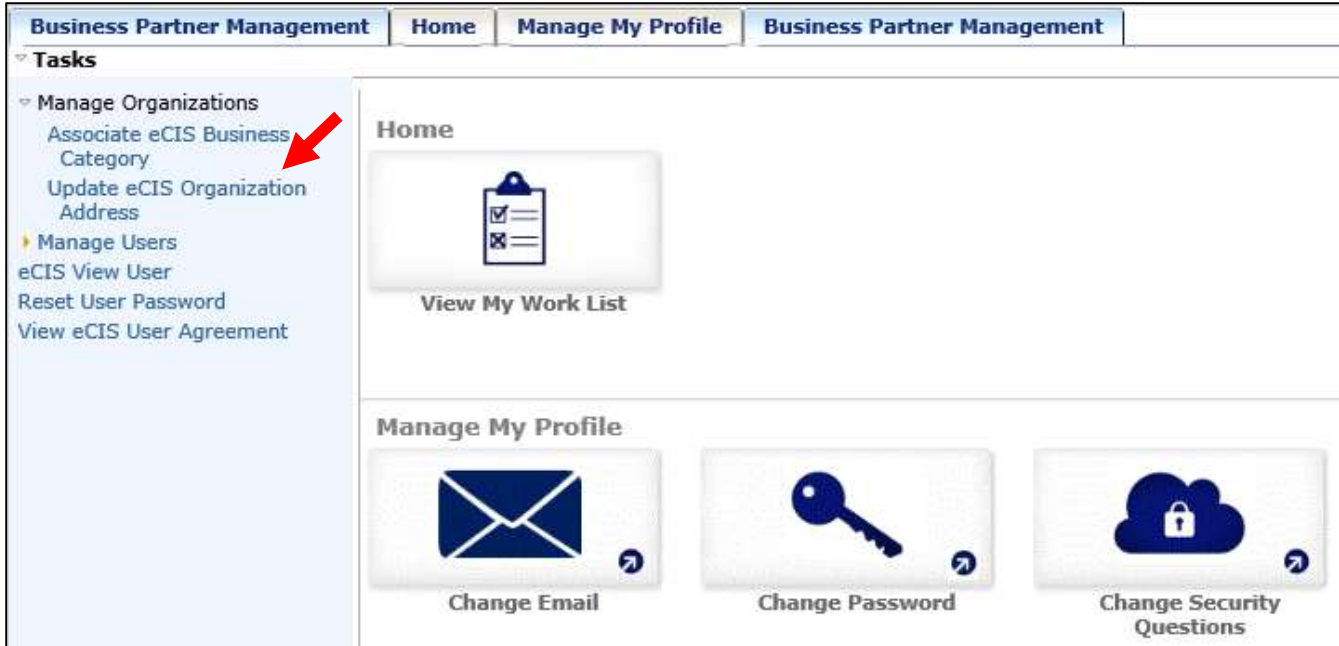 Business Partner Management Home Manage My Profile Business Partner Management
Tasks
Manage Organizations
Associate eCIS Business
Category
Update eCIS Organization
Address
Manage Users
eCIS View User
Reset User Password
View eCIS User Agreement
Home
View My Work List
Manage My Profile
Change Email
Change Password
Change Security
Questions